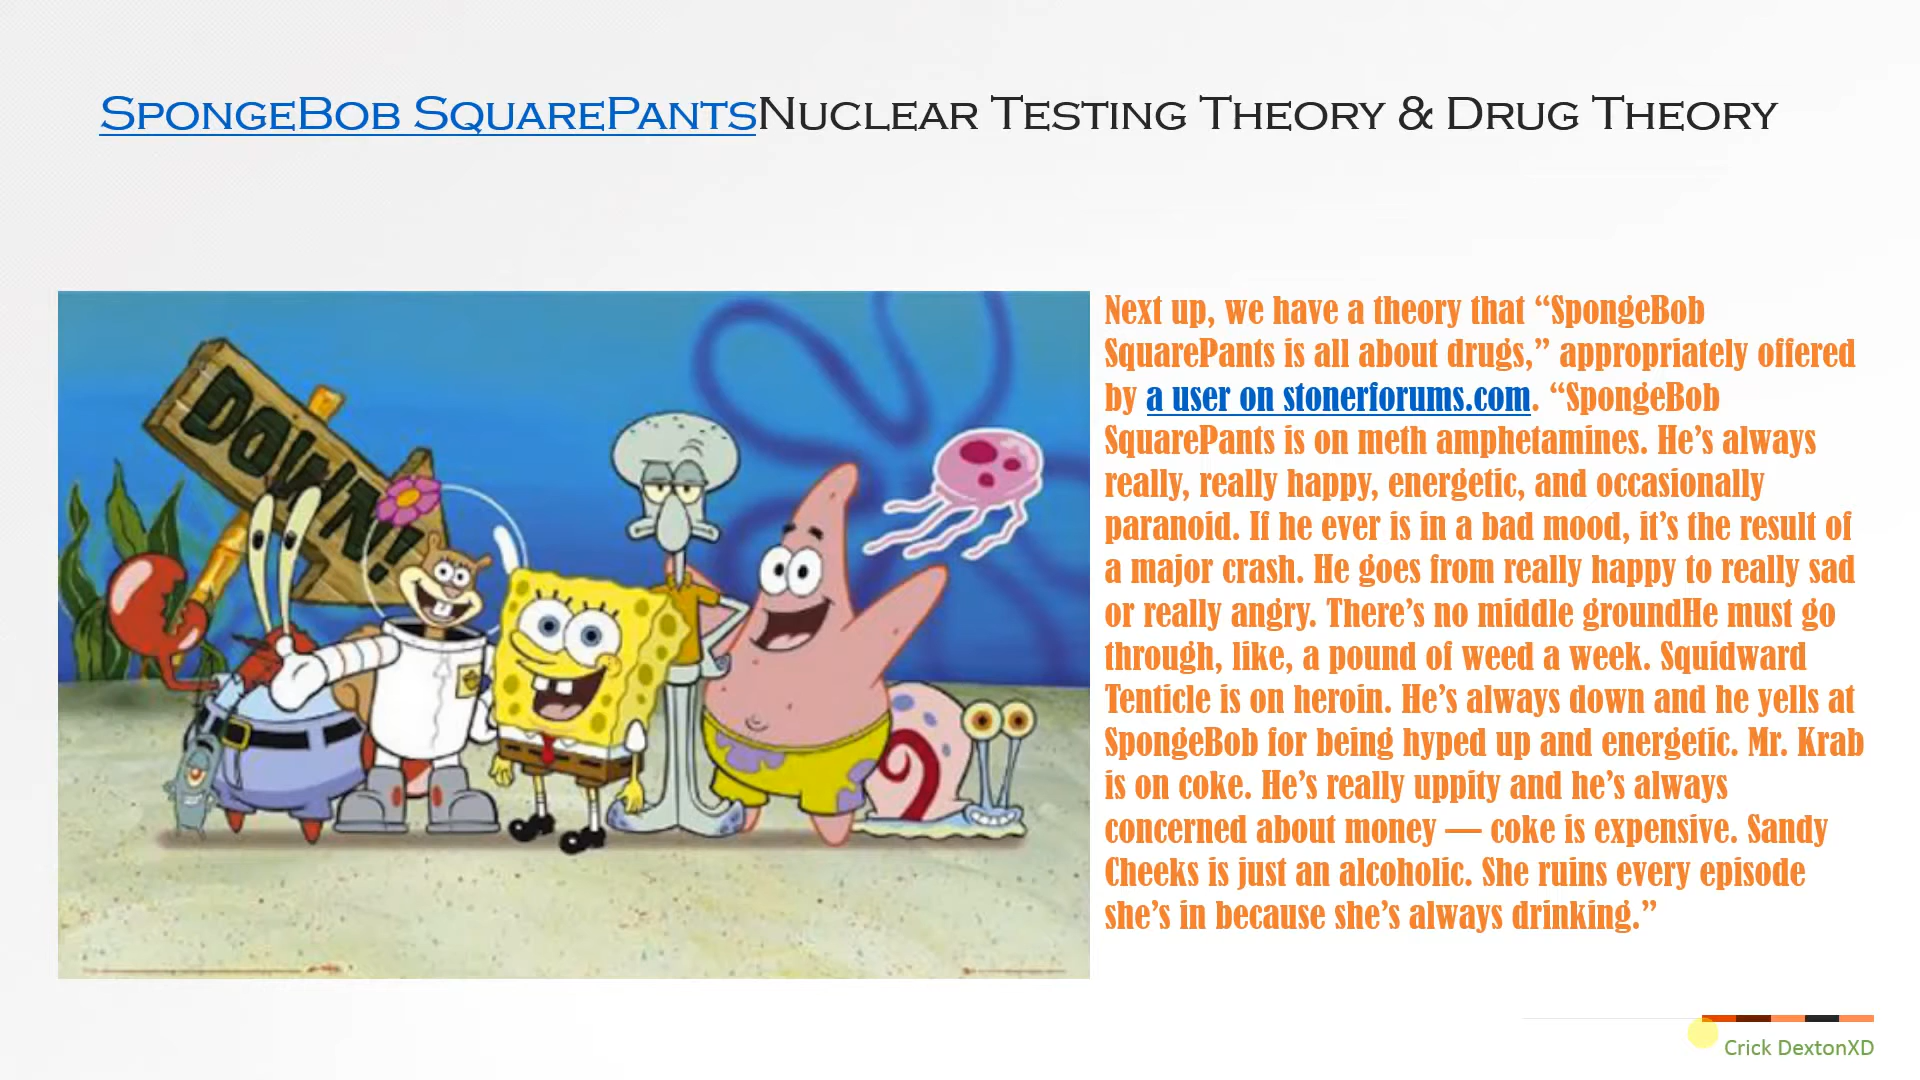 SpongeBob SquarePantsNuclear Testing Theory & Drug Theory
DOWN!
Next up, we have a theory that “SpongeBob
SquarePants is all about drugs,” appropriately offered
by a user on stonerforums.com. “SpongeBob
SquarePants is on meth amphetamines. He’s always
really, really happy, energetic, and occasionally
paranoid. If he ever is in a bad mood, it’s the result of
a major crash. He goes from really happy to really sad
or really angry. There’s no middle groundHe must go
through, like, a pound of weed a week. Squidward
Tenticle is on heroin. He’s always down and he yells at
SpongeBob for being hyped up and energetic. Mr. Krab
is on coke. He’s really uppity and he’s always
concerned about money — coke is expensive. Sandy
Cheeks is just an alcoholic. She ruins every episode
she’s in because she’s always drinking.”
Crick DextonXD